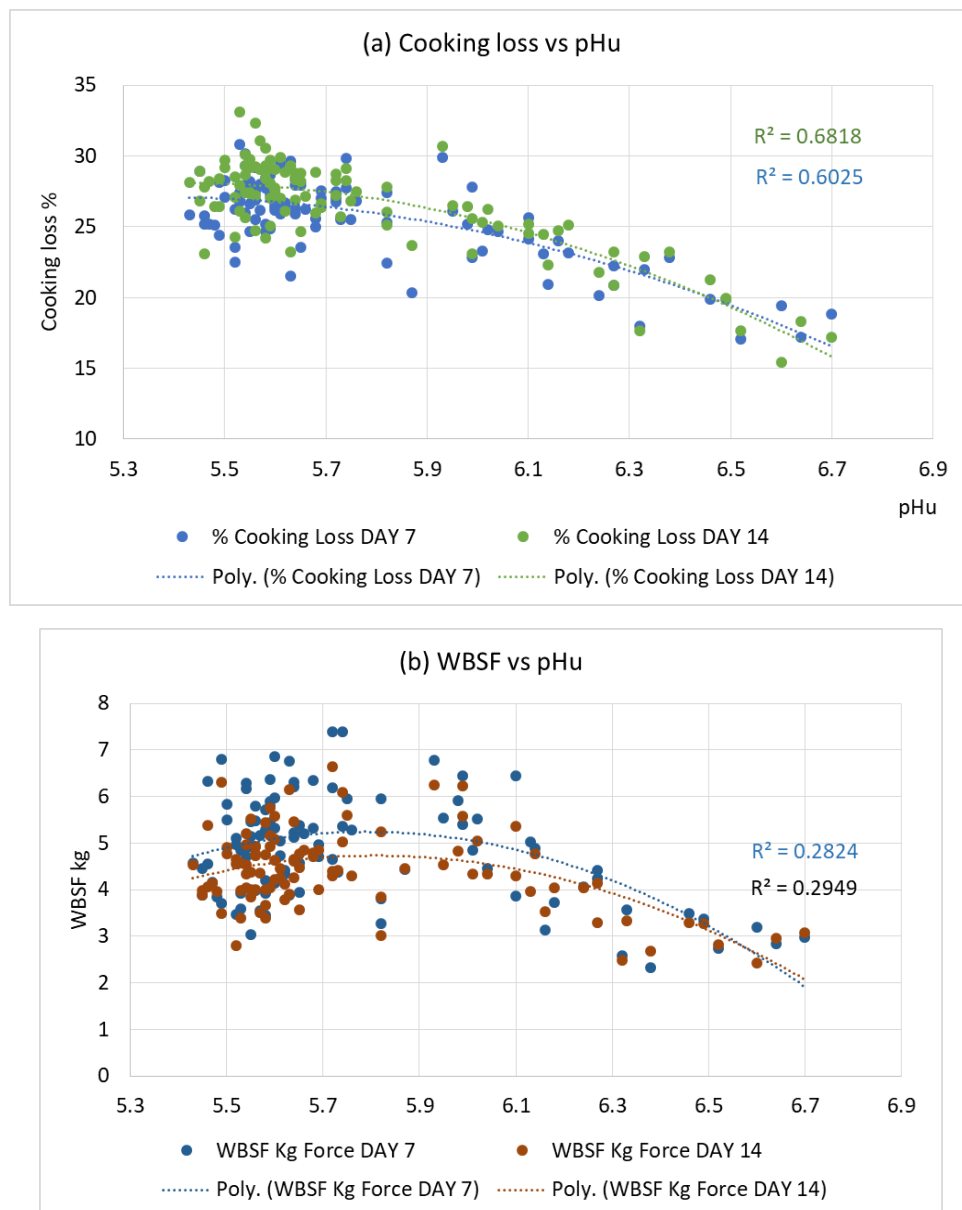 (a) Cooking loss vs pHu
35
30
25
20
15
10
Cooking loss %
R² = 0.6818
R² = 0.6025
5.3 5.5 5.7 5.9 6.1 6.3 6.5 6.7 6.9
pHu
% Cooking Loss DAY 7 % Cooking Loss DAY 14
Poly. (% Cooking Loss DAY 7) Poly. (% Cooking Loss DAY 14)
(b) WBSF vs pHu
8
7
6
5
4
3
2
1
0
WBSF kg
R² = 0.2824
R² = 0.2949
5.3 5.5 5.7 5.9 6.1 6.3 6.5 6.7 6.9
WBSF Kg Force DAY 7 WBSF Kg Force DAY 14
Poly. (WBSF Kg Force DAY 7) Poly. (WBSF Kg Force DAY 14)